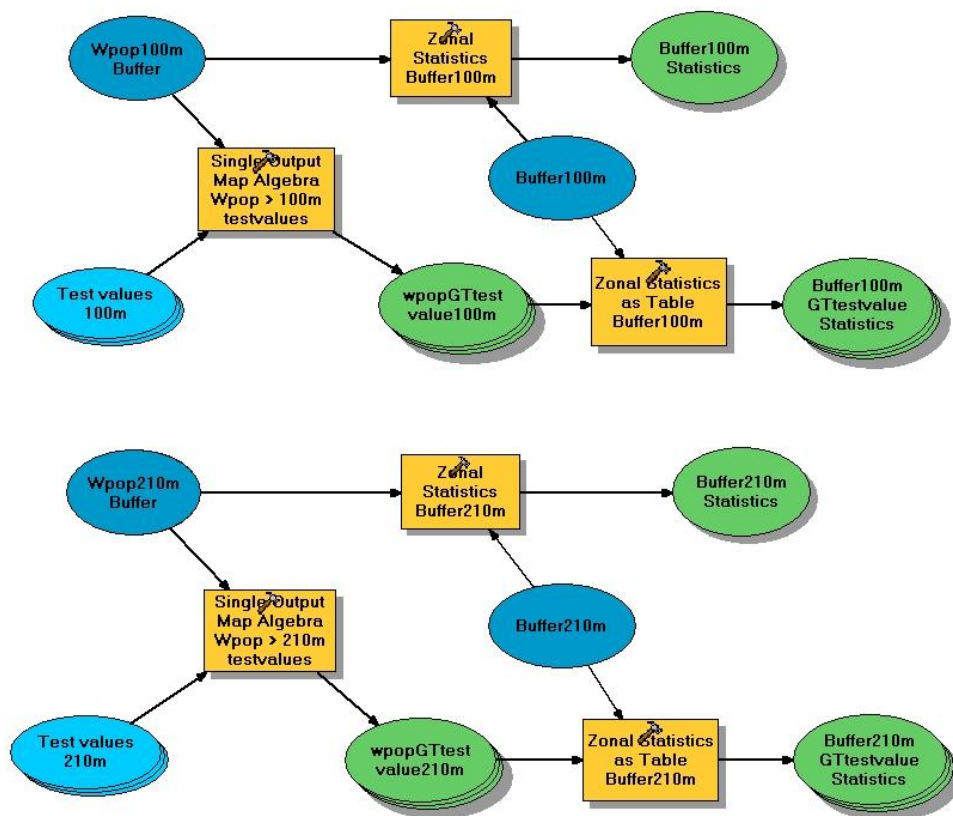 Wpop100m
Buffer
Zonal
Statistics
Buffer100m
Buffer100m
Statistics
Single Output
Map Algebra
Wpop > 100m
testvalues
Buffer100m
Test values
100m
wpopGTtest
value100m
Zonal Statistics
as Table
Buffer100m
Buffer100m
GTtestvalue
Statistics
Wpop210m
Buffer
Zonal
Statistics
Buffer210m
Buffer210m
Statistics
Single Output
Map Algebra
Wpop > 210m
testvalues
Buffer210m
Test values
210m
wpopGTtest
value210m
Zonal Statistics
as Table
Buffer210m
Buffer210m
GTtestvalue
Statistics